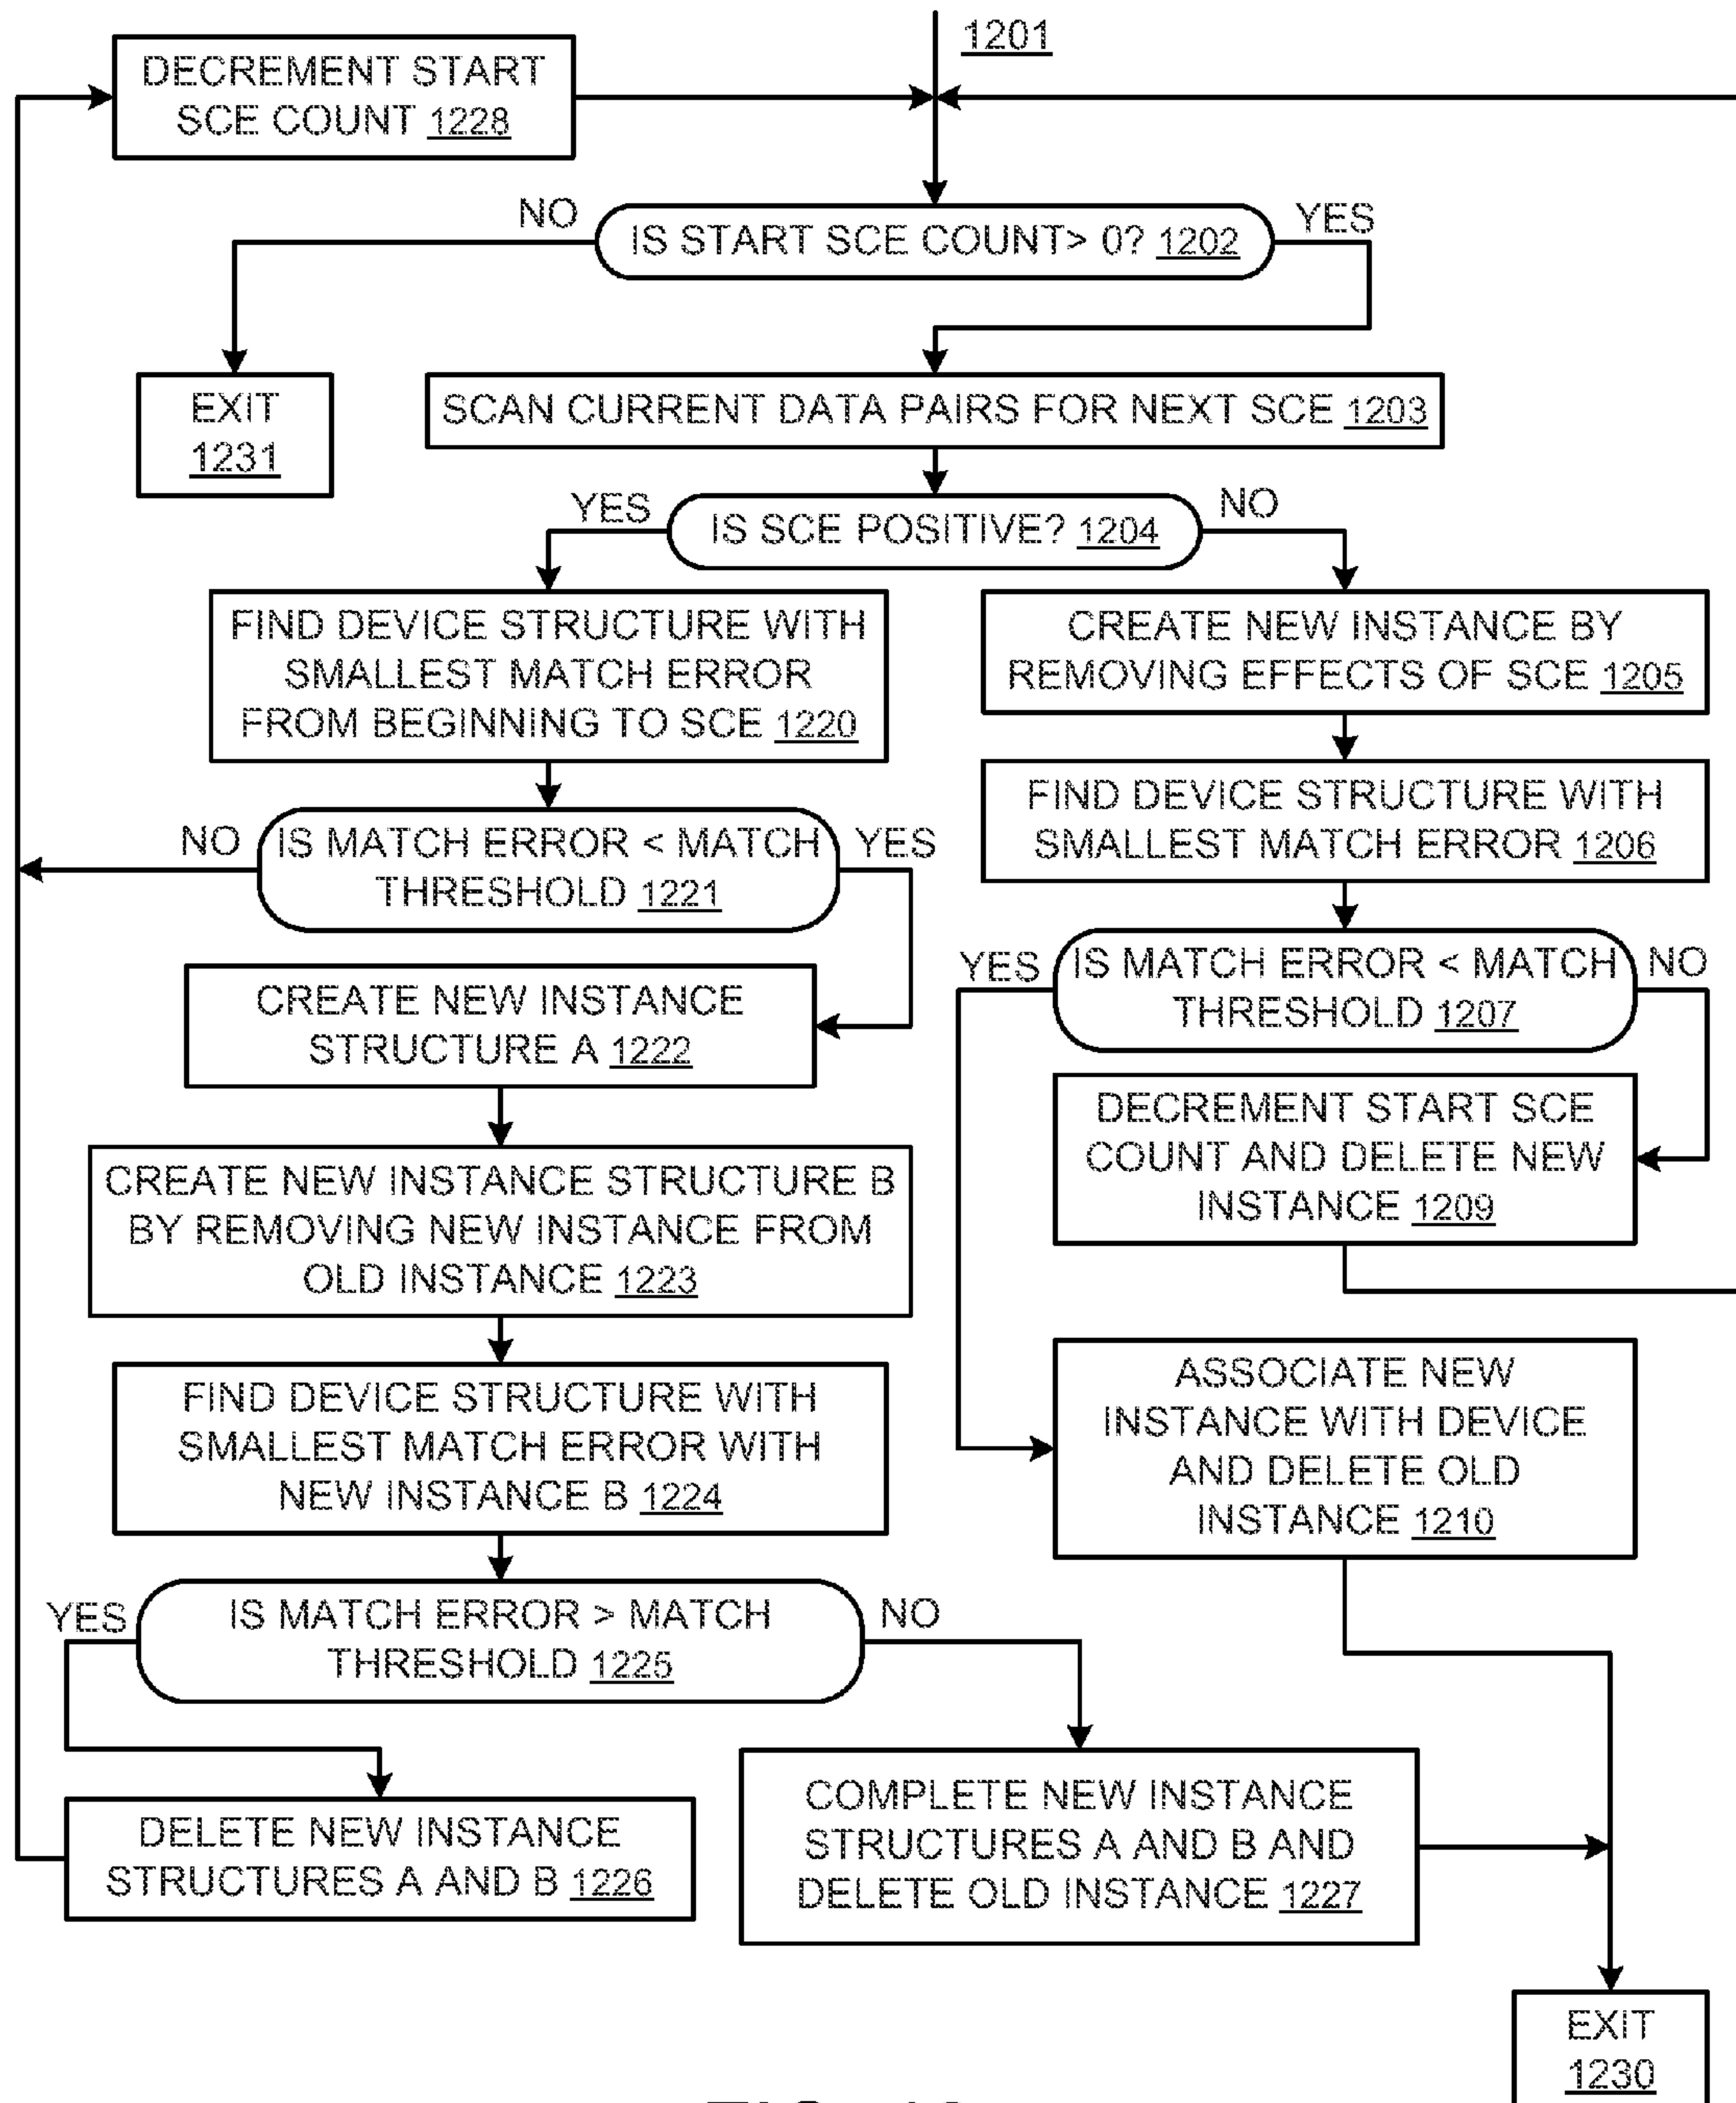 1201
DECREMENT START
SCE COUNT 1228
NO
YES
IS START SCE COUNT> 0? 1202
EXIT
1231
SCAN CURRENT DATA PAIRS FOR NEXT SCE 1203
YES
NO
IS SCE POSITIVE? 1204
FIND DEVICE STRUCTURE WITH
SMALLEST MATCH ERROR
FROM BEGINNING TO SCE 1220
CREATE NEW INSTANCE BY
REMOVING EFFECTS OF SCE 1205
FIND DEVICE STRUCTURE WITH
SMALLEST MATCH ERROR 1206
NO
IS MATCH ERROR < MATCH
THRESHOLD 1221
YES
YES
IS MATCH ERROR < MATCH
THRESHOLD 1207
NO
CREATE NEW INSTANCE
STRUCTURE A 1222
DECREMENT START SCE
COUNT AND DELETE NEW
INSTANCE 1209
CREATE NEW INSTANCE STRUCTURE B
BY REMOVING NEW INSTANCE FROM
OLD INSTANCE 1223
ASSOCIATE NEW
INSTANCE WITH DEVICE
AND DELETE OLD
INSTANCE 1210
FIND DEVICE STRUCTURE WITH
SMALLEST MATCH ERROR WITH
NEW INSTANCE B 1224
YES
IS MATCH ERROR > MATCH
THRESHOLD 1225
NO
DELETE NEW INSTANCE
STRUCTURES A AND B 1226
COMPLETE NEW INSTANCE
STRUCTURES A AND B AND
DELETE OLD INSTANCE 1227
EXIT
1230